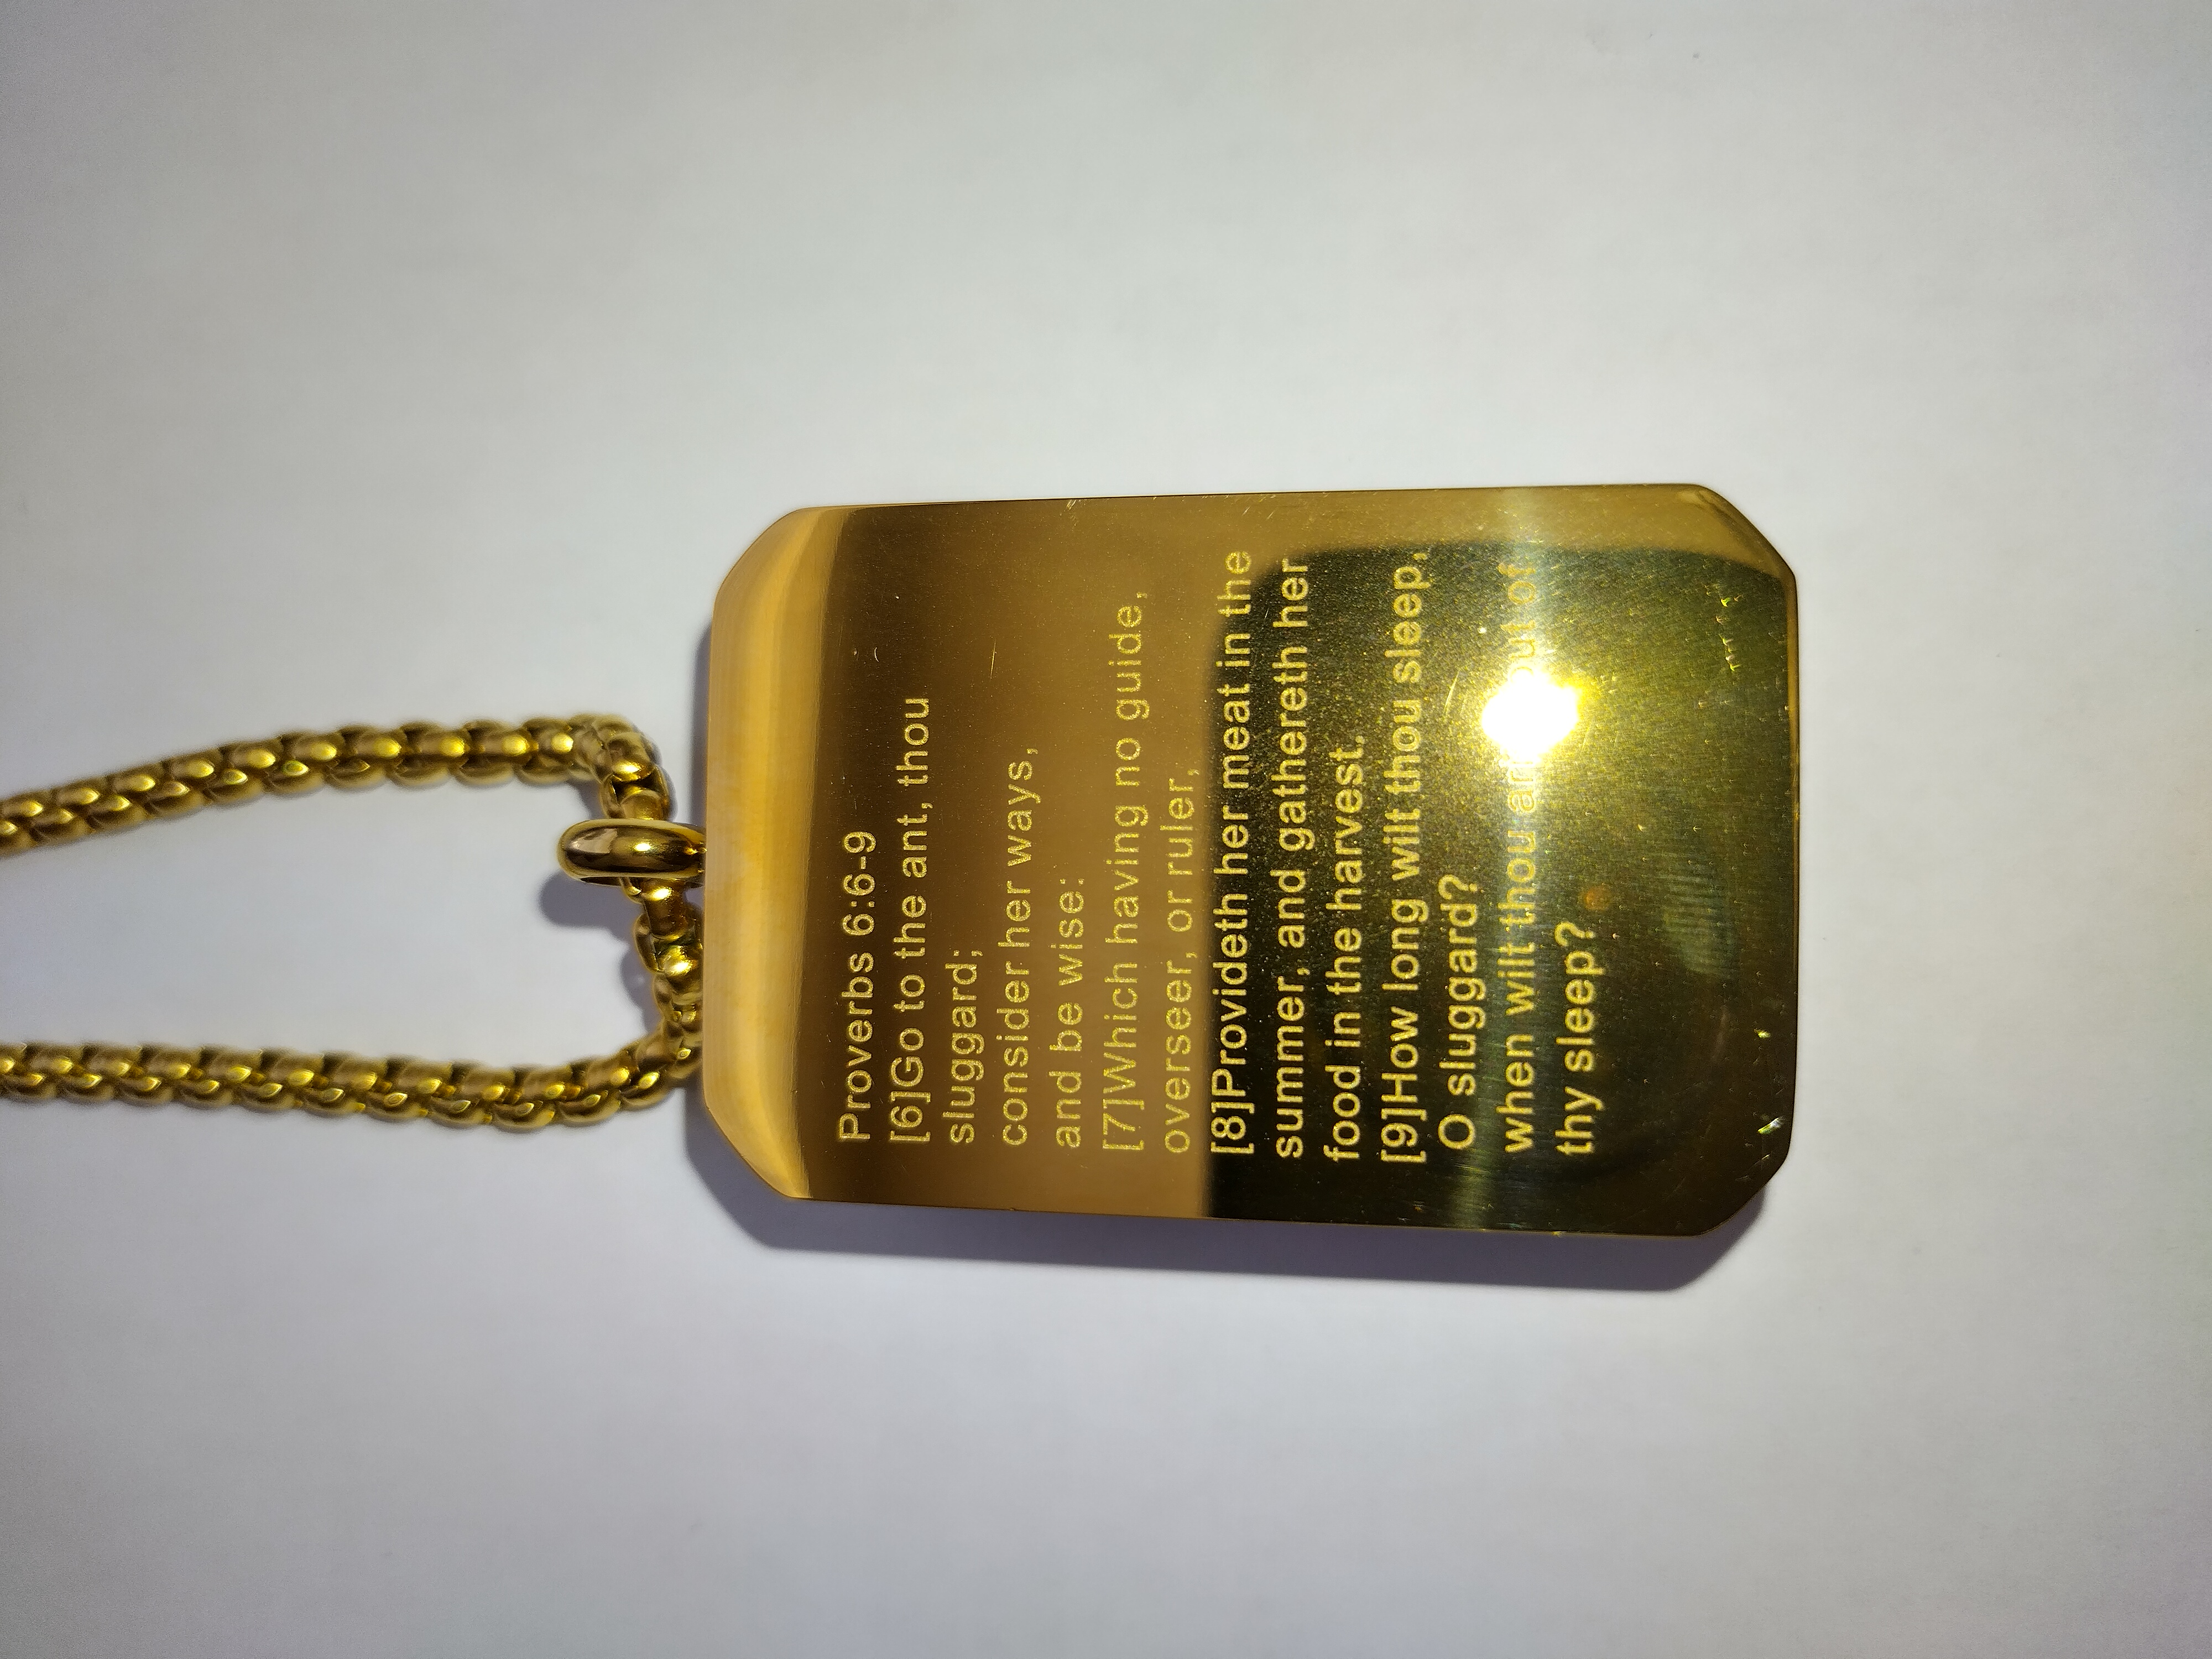 Proverbs 6:6-9
[6]Go to the ant, thou
sluggard;
consider her ways,
and be wise:
[7]Which having no guide,
overseer, or ruler,
[8]Provideth her meat in the
summer, and gathereth her
food in the harvest.
[9]How long wilt thou sleep,
O sluggard?
when wilt thou out of
thy sleep?